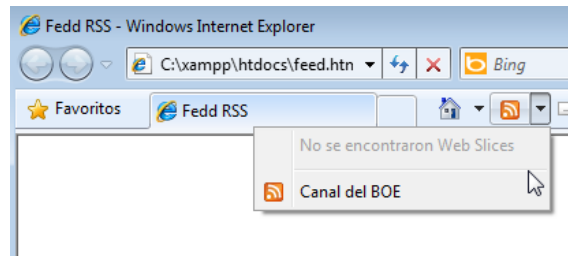 Fedd RSS - Windows Internet Explorer
C:\xampp\htdocs\feed.htn
Bing
Favoritos
Fedd RSS
No se encontraron Web Slices
Canal del BOE